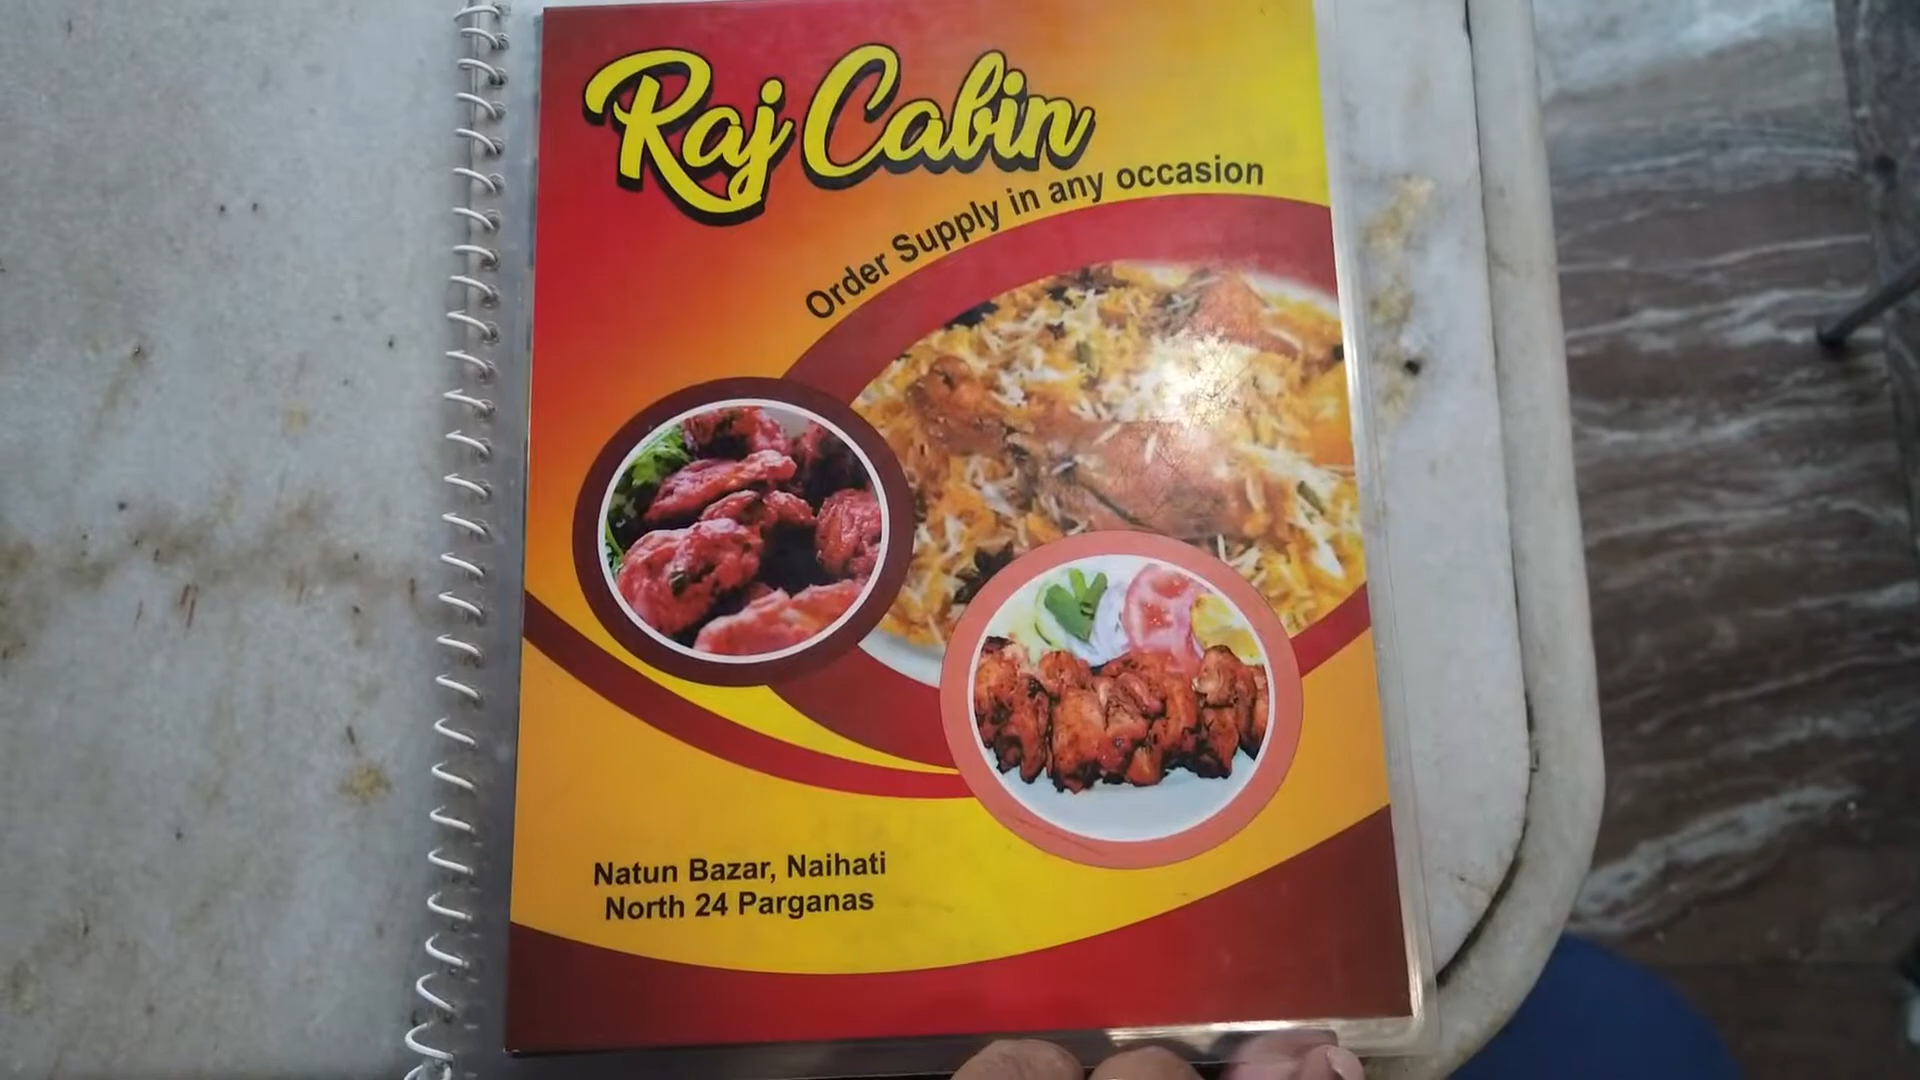 Raj Cabin
Order Supply in any occasion
Natun Bazar, Naihati
North 24 Parganas